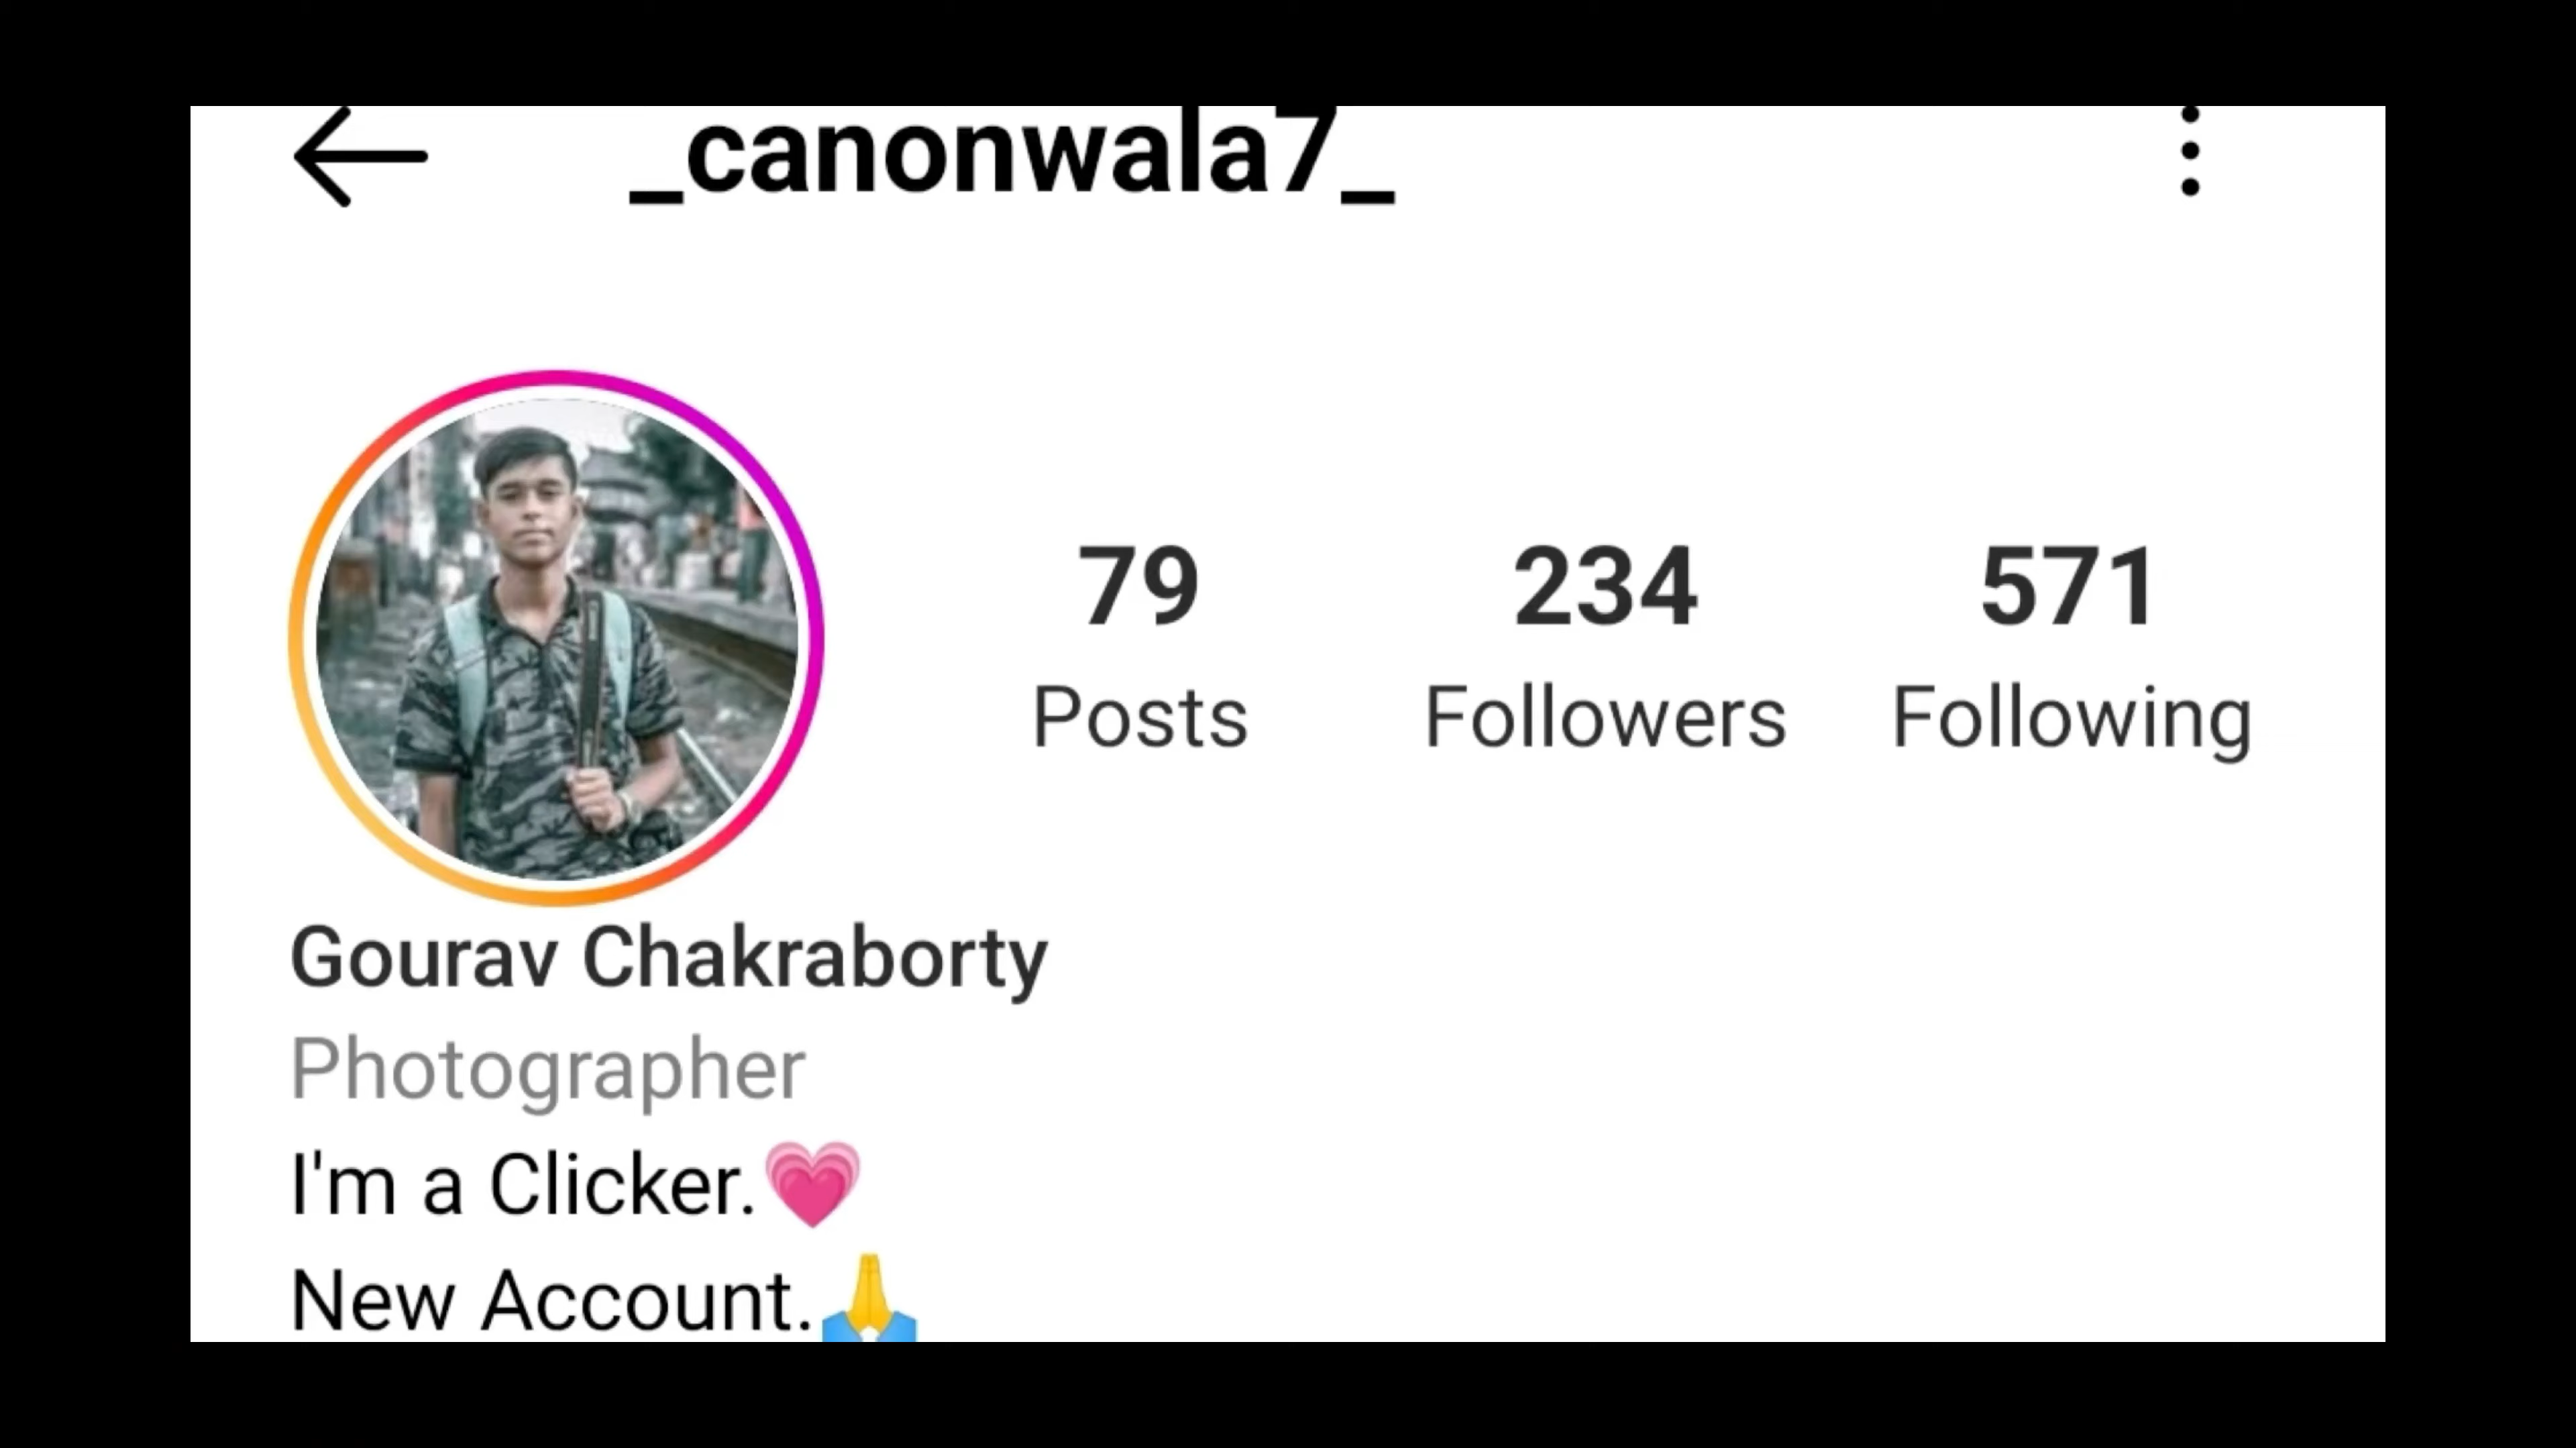 _canonwala7_
79 234 571
Posts Followers Following
Gourav Chakraborty
Photographer
I'm a Clicker.💗
New Account.🙏